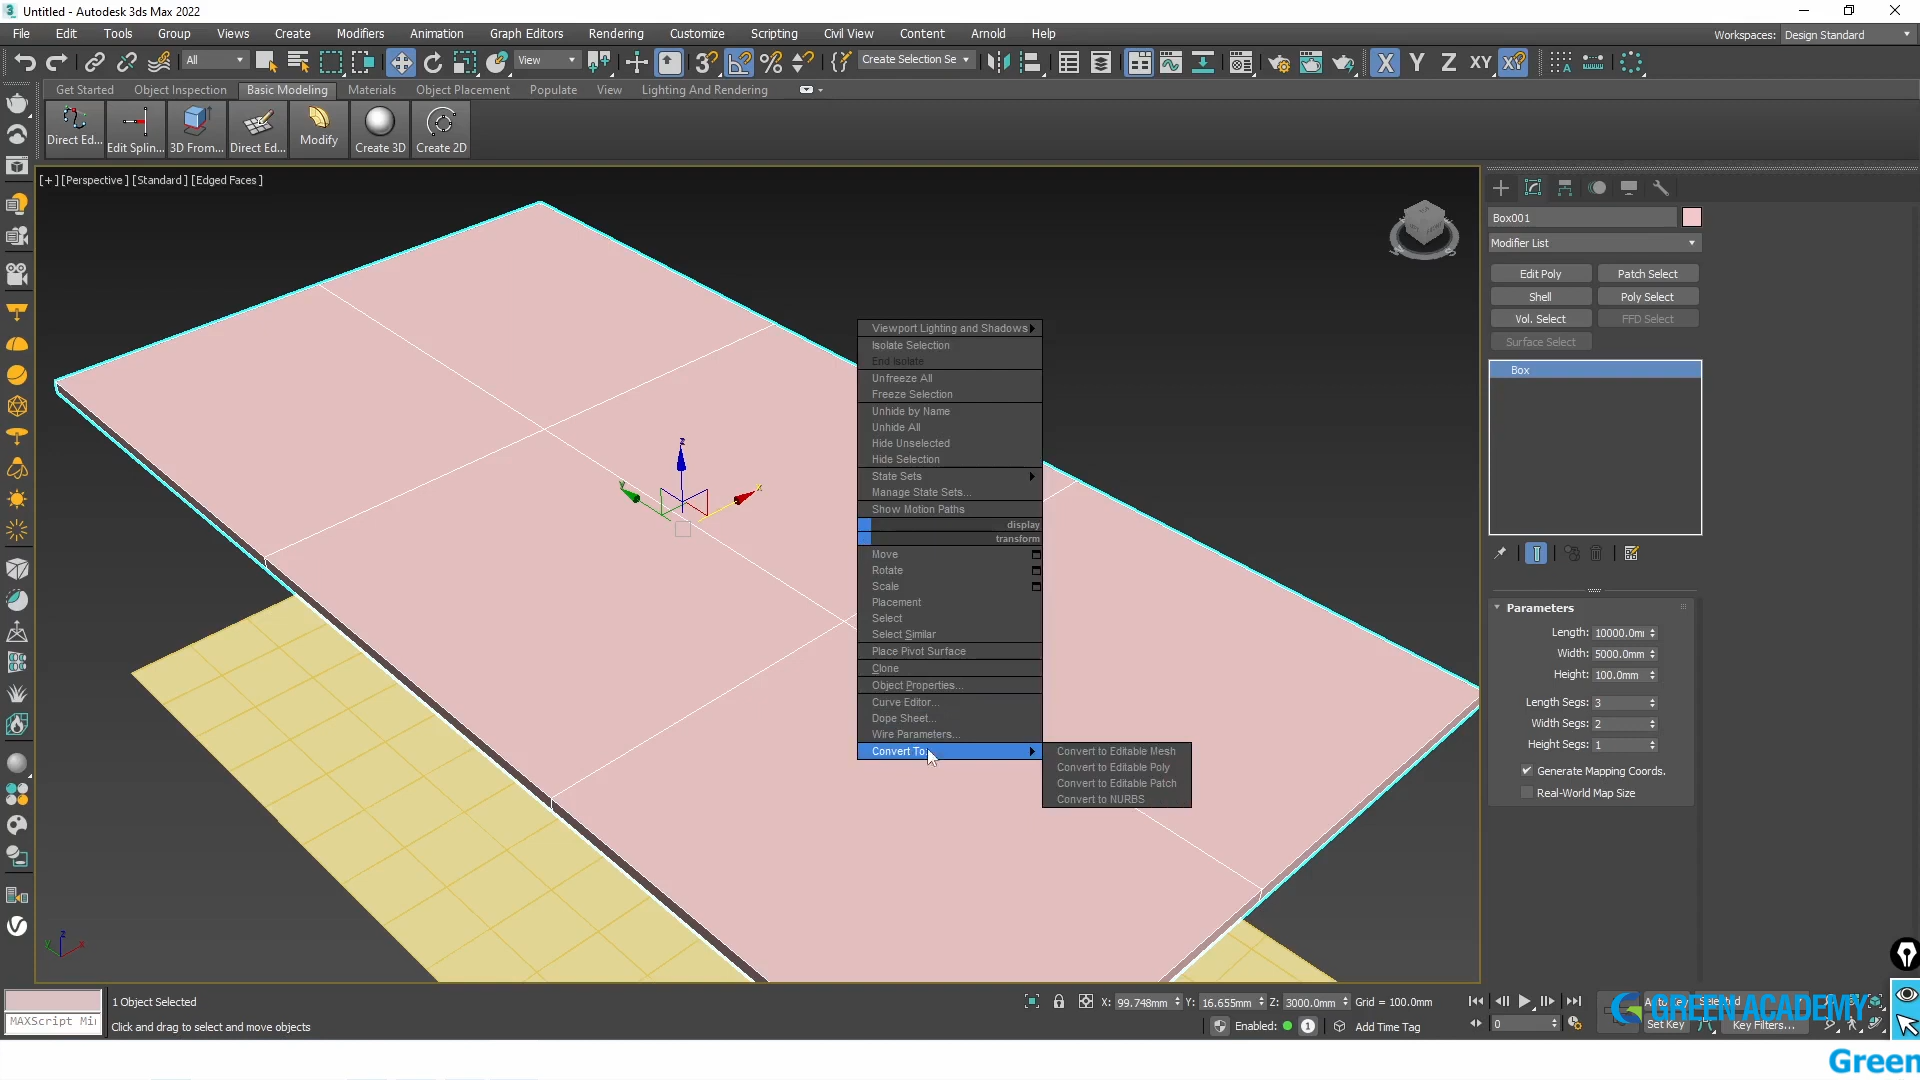 Untitled - Autodesk 3ds Max 2022
File Edit Tools Group Views Create Modifiers Animation Graph Editors Rendering Customize Scripting Civil View Content Arnold Help
Workspaces: Design Standard
All
View
Create Selection Se
X Y Z XY XY
Get Started Object Inspection Basic Modeling Materials Object Placement Populate View Lighting And Rendering
Direct Ed... Edit Splin... 3D From... Direct Ed... Modify Create 3D Create 2D
[+] [Perspective] [Standard] [Edged Faces]
Box001
Modifier List
Edit Poly Patch Select
Shell Poly Select
Vol. Select FFD Select
Surface Select
Box
Viewport Lighting and Shadows
Isolate Selection
End Isolate
Unfreeze All
Freeze Selection
Unhide by Name
Unhide All
Hide Unselected
Hide Selection
State Sets
Manage State Sets...
Show Motion Paths
display
transform
Move
Rotate
Scale
Placement
Select
Select Similar
Place Pivot Surface
Clone
Object Properties...
Curve Editor...
Dope Sheet...
Wire Parameters...
Convert To
Convert to Editable Mesh
Convert to Editable Poly
Convert to Editable Patch
Convert to NURBS
z
y
x
Parameters
Length: 10000.0m
Width: 5000.0mm
Height: 100.0mm
Length Segs: 3
Width Segs: 2
Height Segs: 1
Generate Mapping Coords.
Real-World Map Size
MAXScript Mi
1 Object Selected
Click and drag to select and move objects
X: 99.748mm Y: 16.655mm Z: 3000.0mm Grid = 100.0mm
Enabled: 1 Add Time Tag
0
Set Key Key Filters...
GREEN ACADEMY
Green